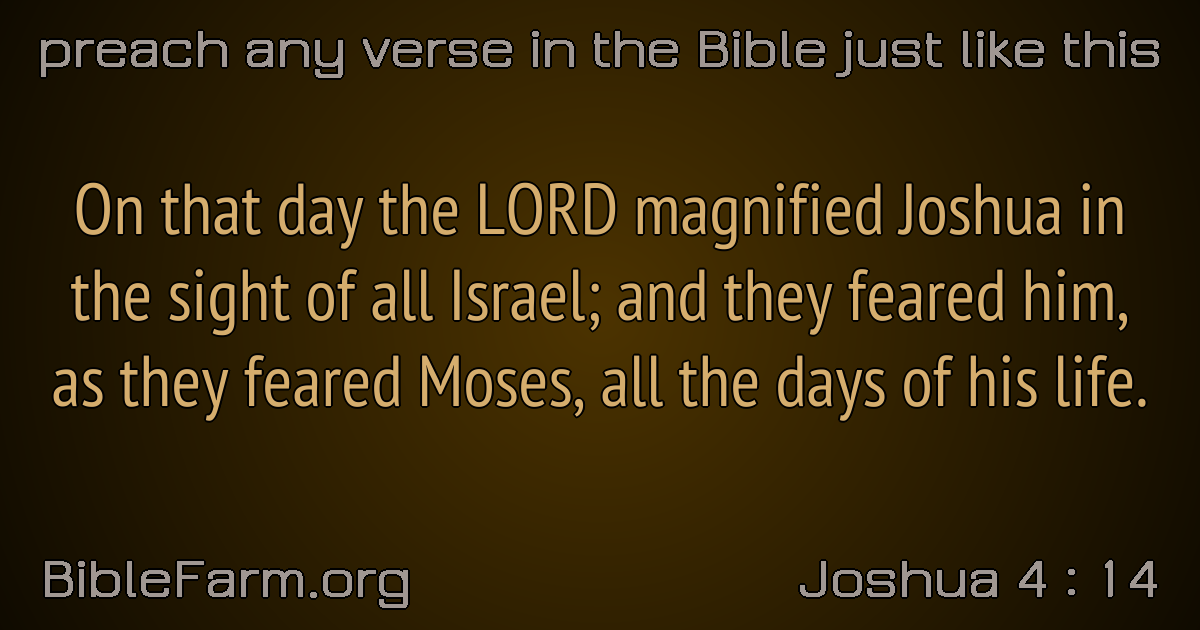 preach any verse in the Bible just like this
On that day the LORD magnified Joshua in
the sight of all Israel; and they feared him,
as they feared Moses, all the days of his life.
BibleFarm.org
Joshua 4 : 14